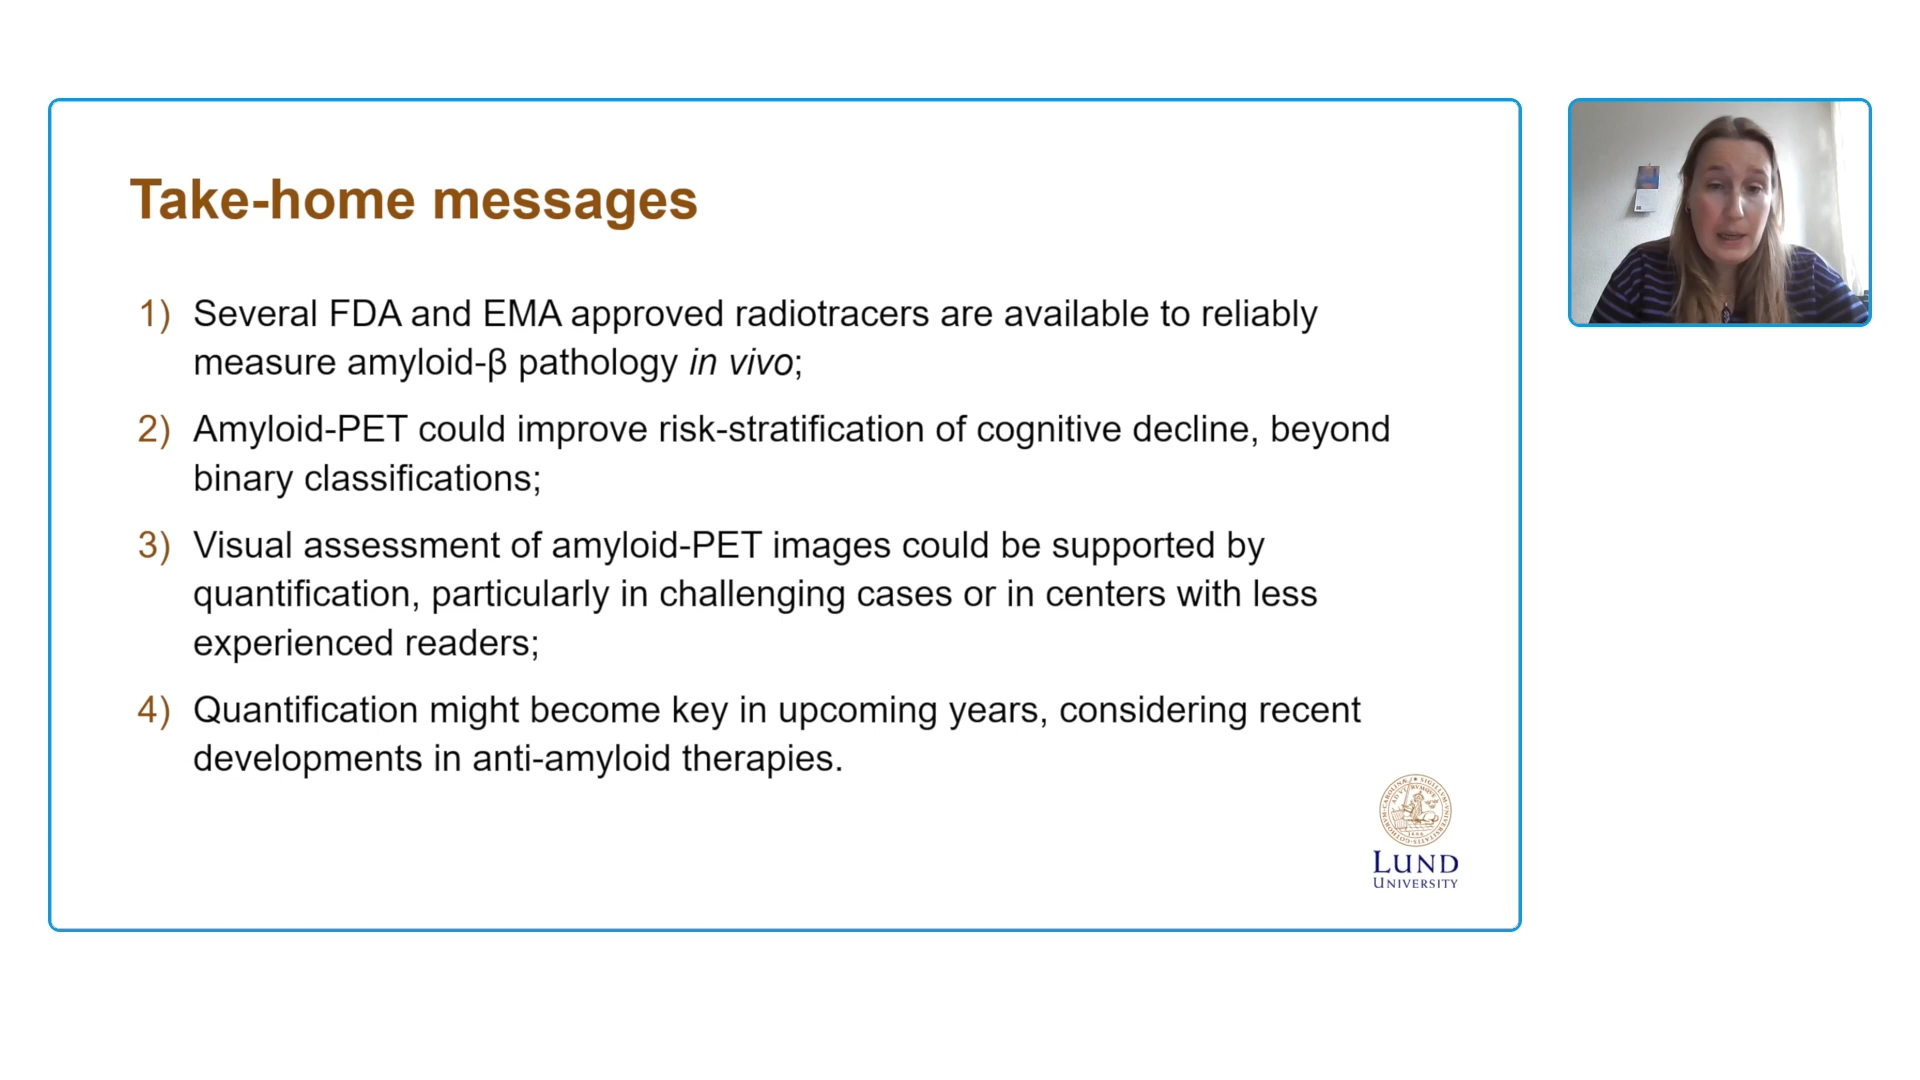 Take-home messages
1) Several FDA and EMA approved radiotracers are available to reliably
measure amyloid-β pathology in vivo;
2) Amyloid-PET could improve risk-stratification of cognitive decline, beyond
binary classifications;
3) Visual assessment of amyloid-PET images could be supported by
quantification, particularly in challenging cases or in centers with less
experienced readers;
4) Quantification might become key in upcoming years, considering recent
developments in anti-amyloid therapies.
LUND
UNIVERSITY